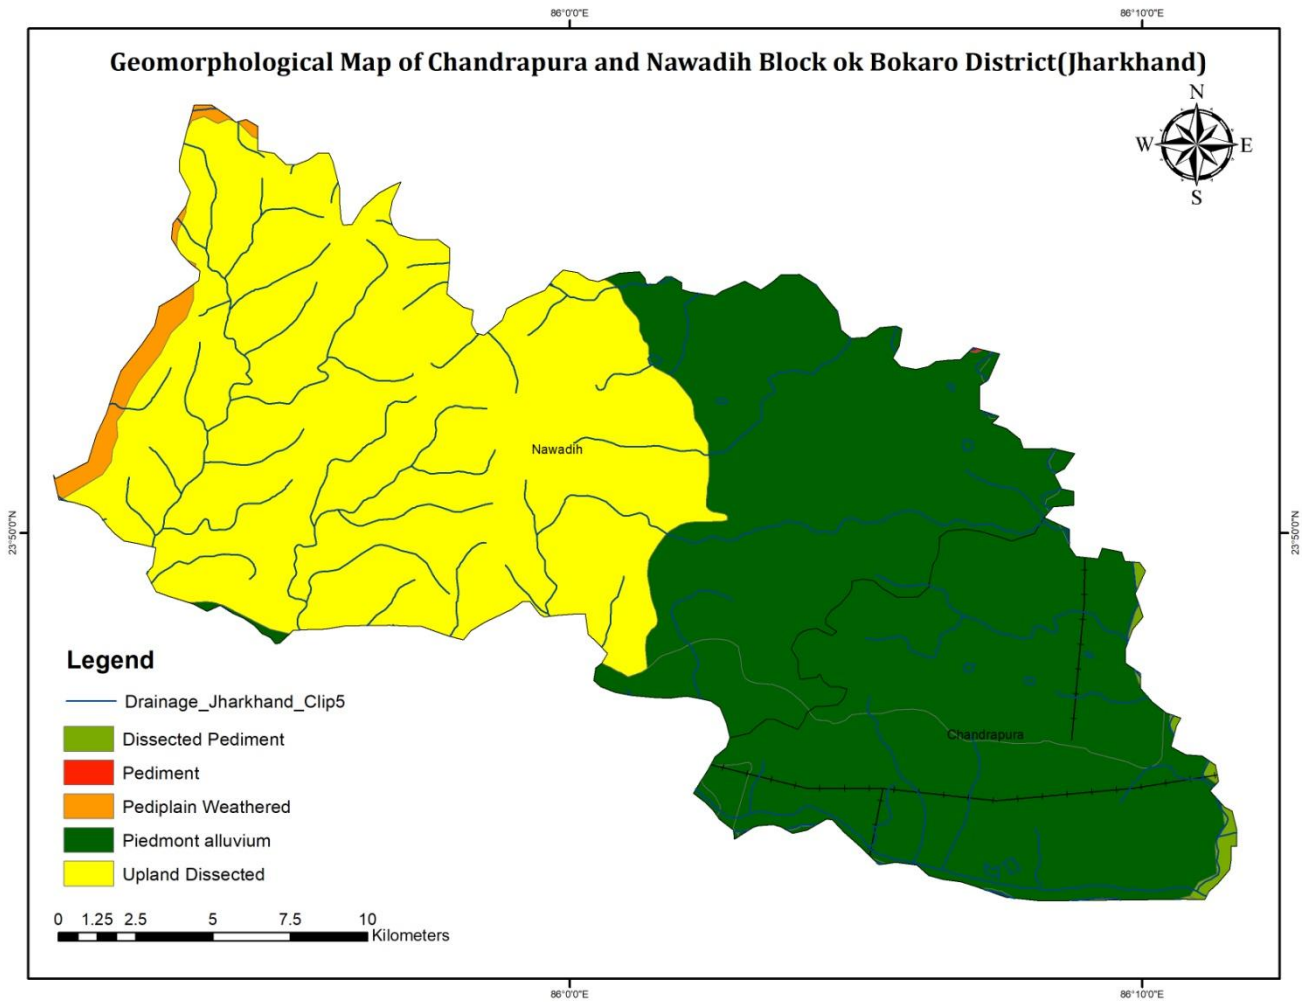 86°0'0"E
86°10'0"E
Geomorphological Map of Chandrapura and Nawadih Block ok Bokaro District(Jharkhand)
N
W
E
S
Nawadih
23°50'0"N
23°50'0"N
Chandrapura
Legend
Drainage_Jharkhand_Clip5
Dissected Pediment
Pediment
Pediplain Weathered
Piedmont alluvium
Upland Dissected
0 1.25 2.5 5 7.5 10
Kilometers
86°0'0"E
86°10'0"E